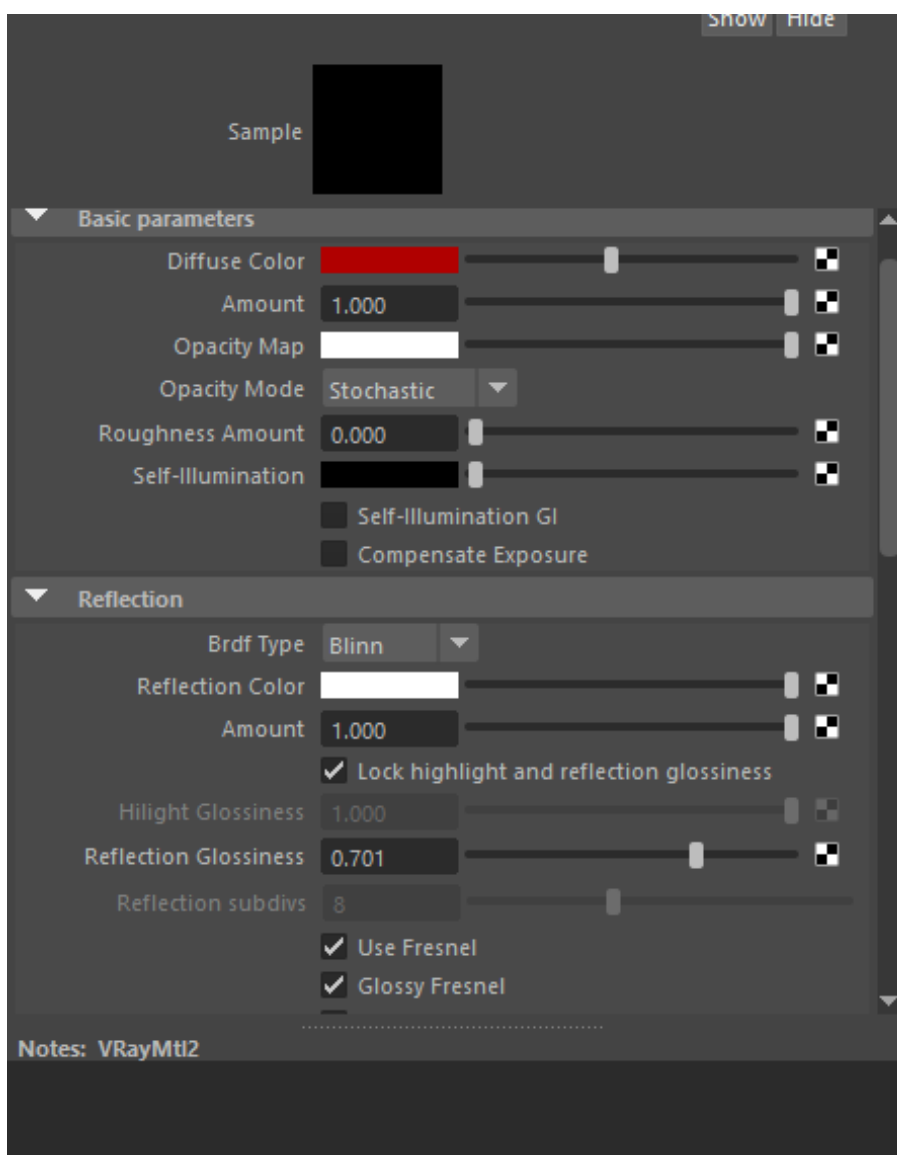 Show Hide
Sample
Basic parameters
Diffuse Color
Amount 1.000
Opacity Map
Opacity Mode Stochastic
Roughness Amount 0.000
Self-Illumination
Self-Illumination GI
Compensate Exposure
Reflection
Brdf Type Blinn
Reflection Color
Amount 1.000
Lock highlight and reflection glossiness
Hilight Glossiness 1.000
Reflection Glossiness 0.701
Reflection subdivs 8
Use Fresnel
Glossy Fresnel
Notes: VRayMtl2